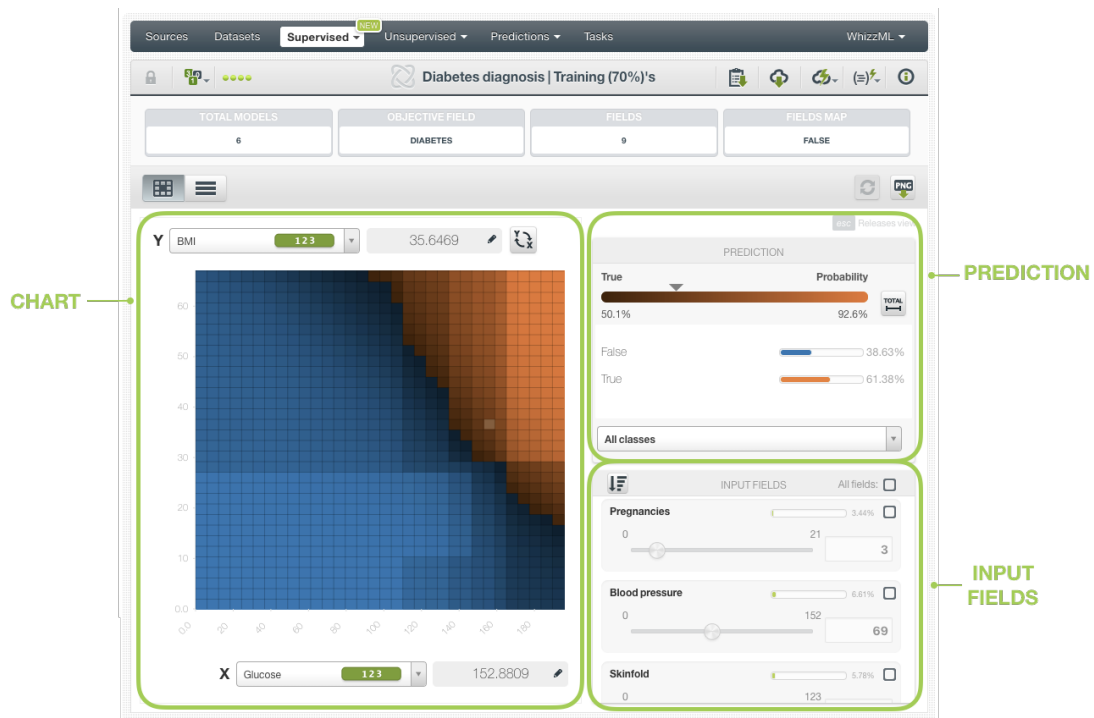 NEW
Sources Datasets Supervised Unsupervised Predictions Tasks WhizzML
Diabetes diagnosis | Training (70%)'s
TOTAL MODELS OBJECTIVE FIELD FIELDS FIELDS MAP
6 DIABETES 9 FALSE
PNG
esc Releases view
Y BMI 123 35.6469 Y X
PREDICTION
True Probability
TOTAL
50.1% 92.6%
False 38.63%
True 61.38%
All classes
CHART
PREDICTION
60
50
40
30
20
10
0.0
0.0 20 40 60 80 100 120 140 160 180
X Glucose 123 152.8809
INPUT FIELDS All fields:
Pregnancies 3.44%
0 21
3
Blood pressure 6.61%
0 152
69
Skinfold 5.78%
0 123
INPUT
FIELDS